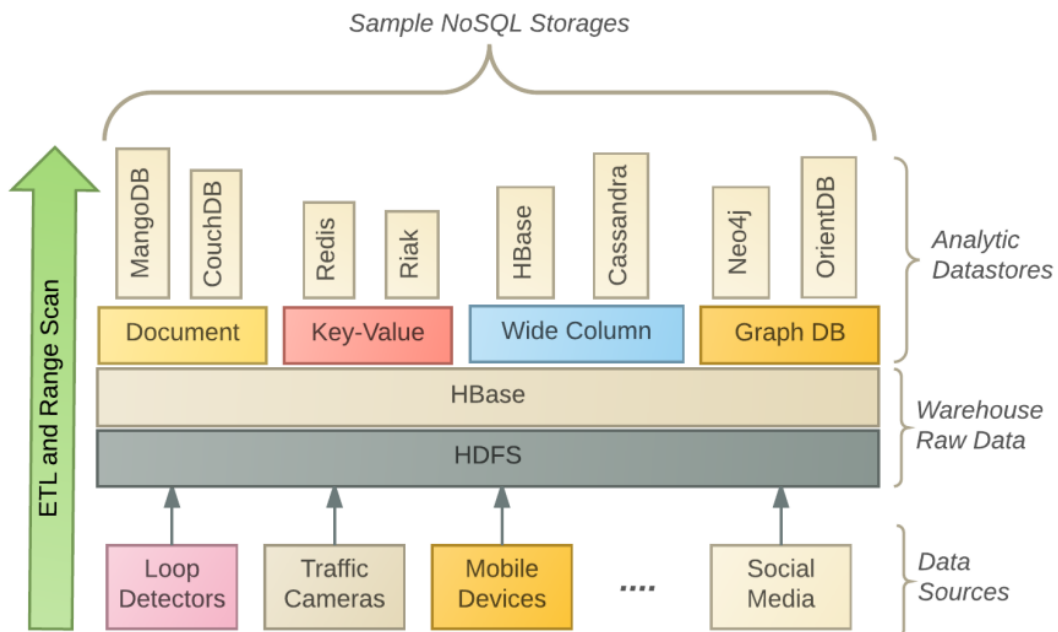 Sample NoSQL Storages
ETL and Range Scan
MangoDB
CouchDB
Redis
Riak
HBase
Cassandra
Neo4j
OrientDB
Analytic
Datastores
Document
Key-Value
Wide Column
Graph DB
HBase
HDFS
Warehouse
Raw Data
Loop
Detectors
Traffic
Cameras
Mobile
Devices
....
Social
Media
Data
Sources